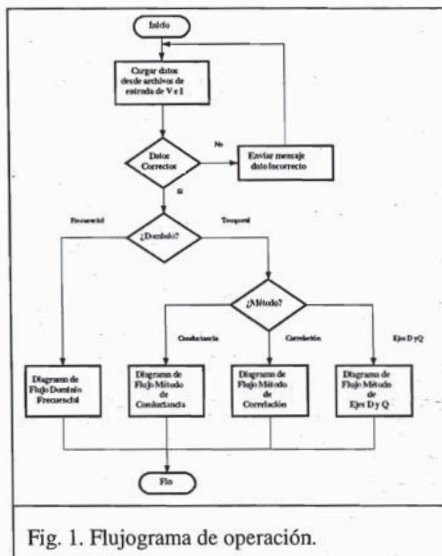 Inicio
Cargar datos
desde archivos de
entrada de V e I
Datos
Correctos
No
Enviar mensaje
dato incorrecto
Si
Frecuencial
¿Dominio?
Temporal
¿Método?
Conductancia
Correlación
Ejes D y Q
Diagrama de
Flujo Dominio
Frecuencial
Diagrama de
Flujo Método
de
Conductancia
Diagrama de
Flujo Método
de
Correlación
Diagrama de
Flujo Método
de
Ejes D y Q
Fin
Fig. 1. Flujograma de operación.